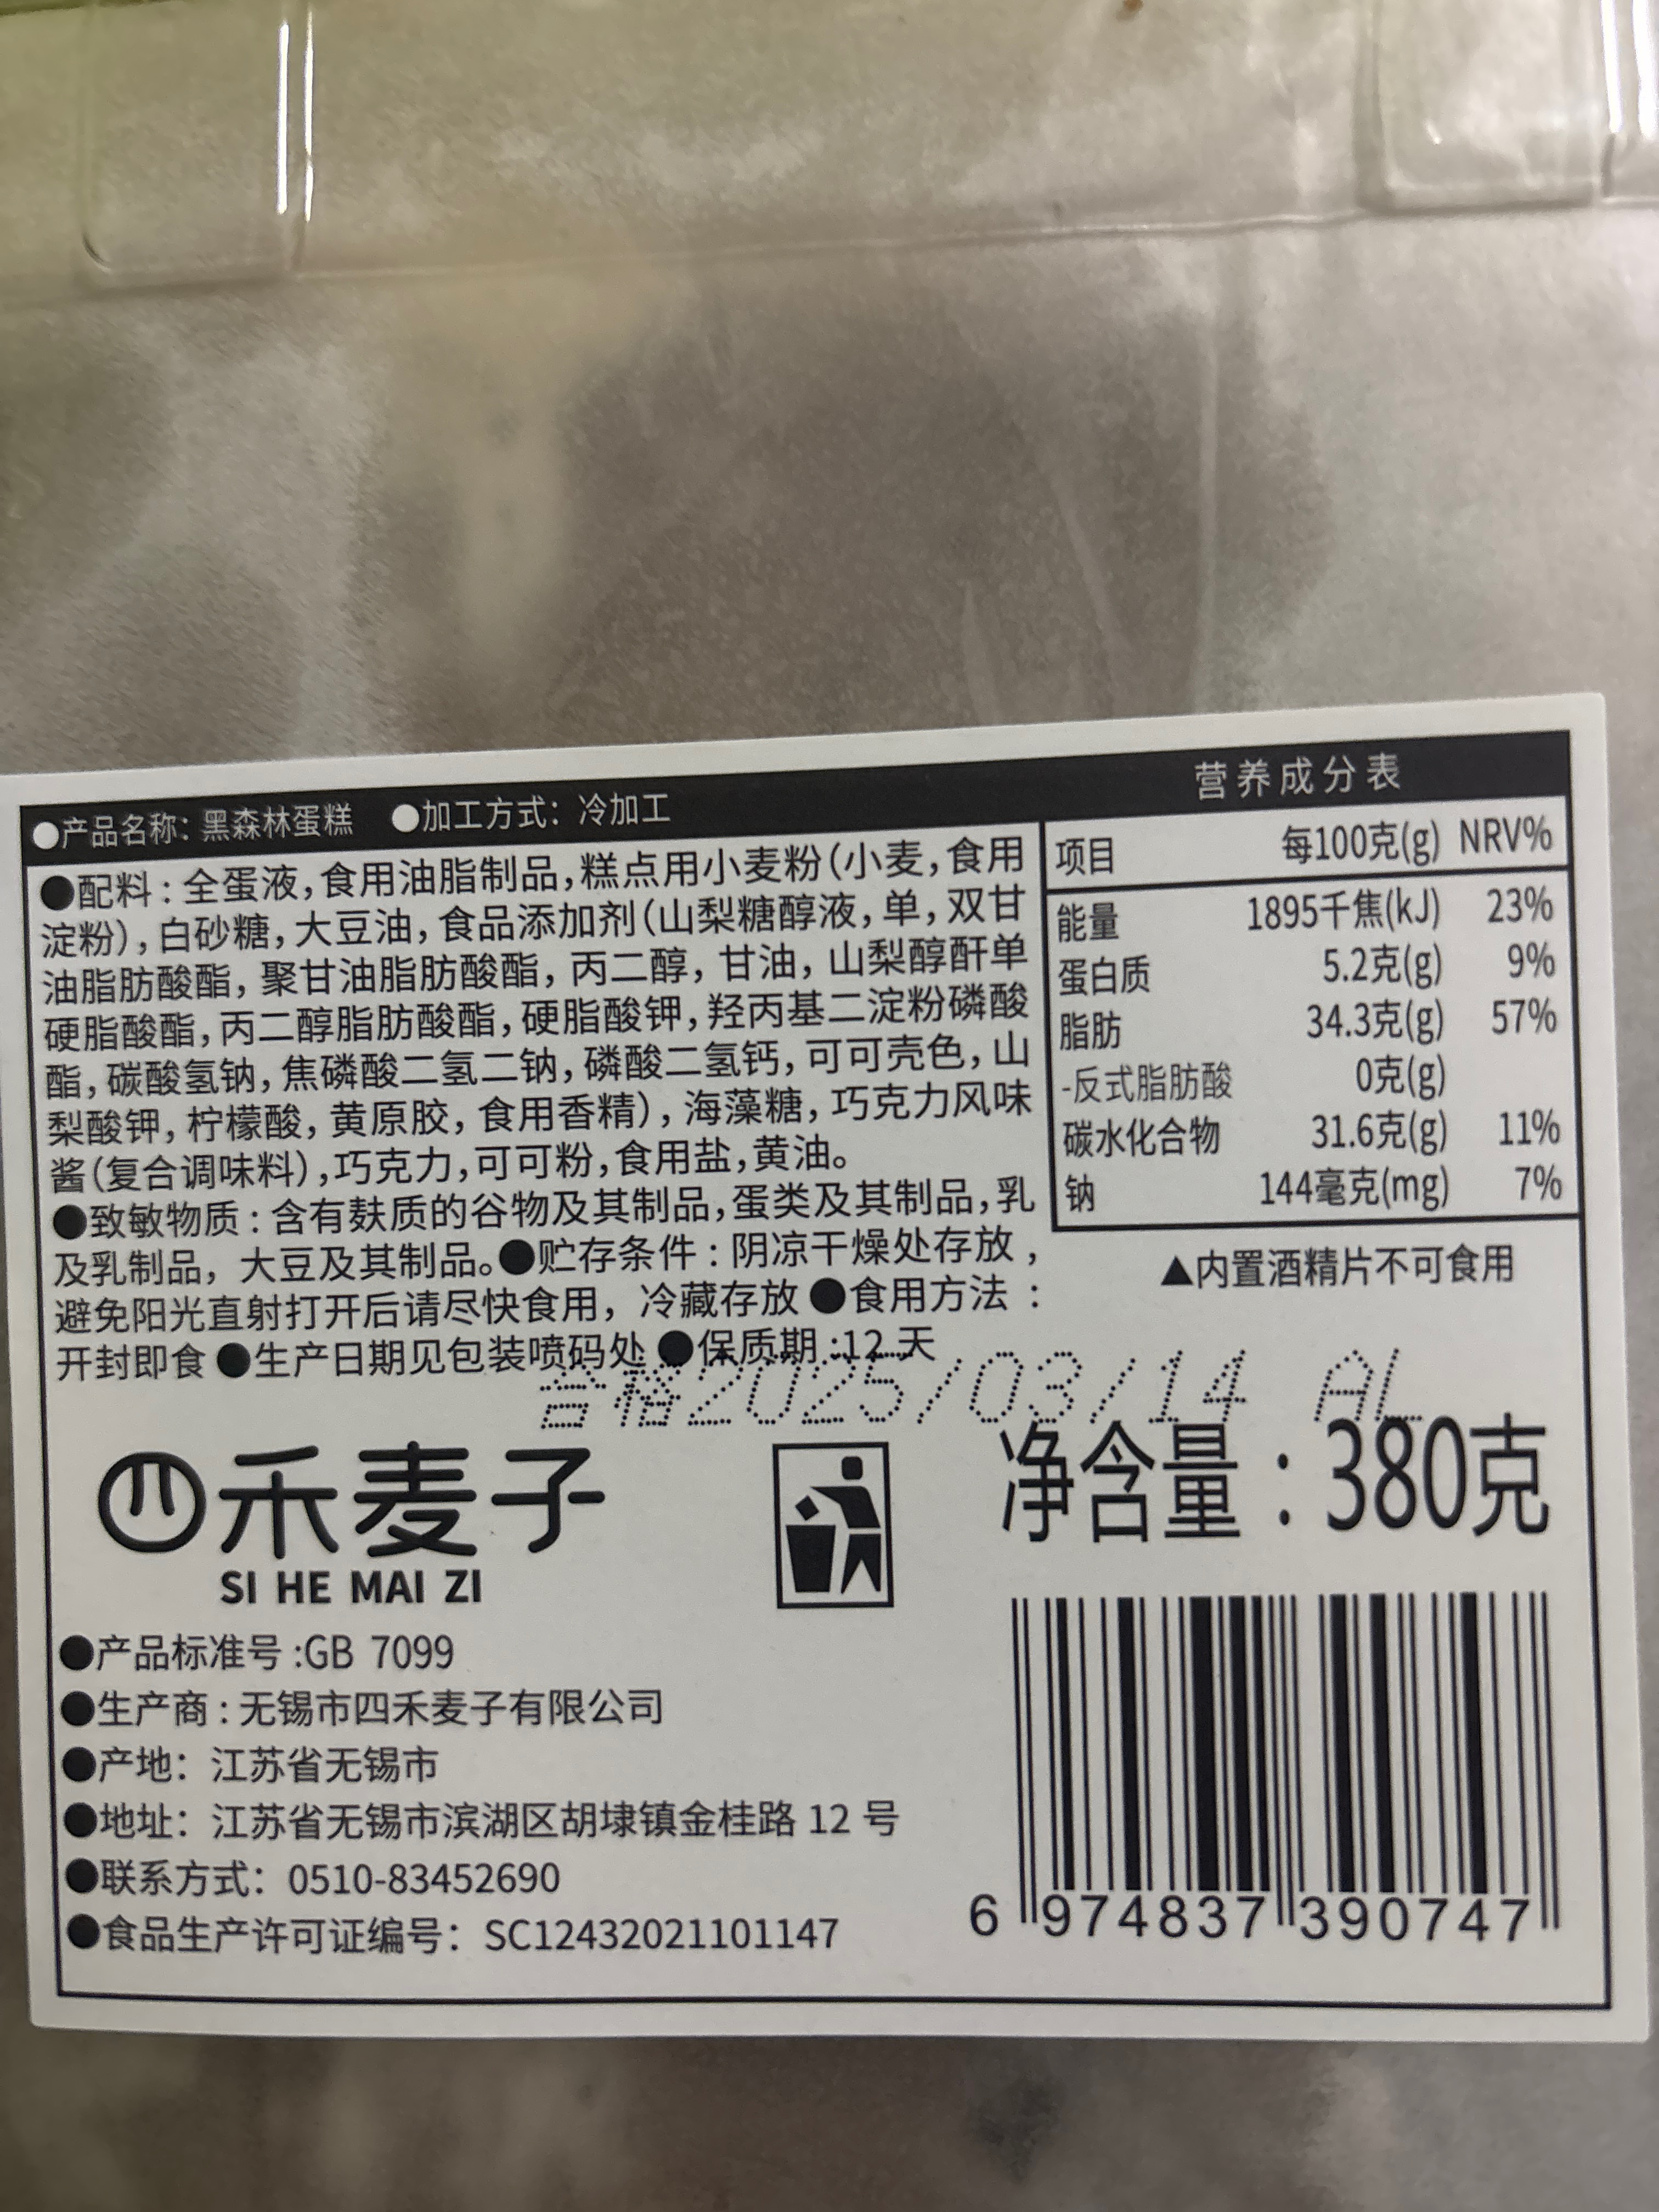 ●产品名称：黑森林蛋糕 ●加工方式：冷加工
●配料：全蛋液，食用油脂制品，糕点用小麦粉（小麦，食用
淀粉），白砂糖，大豆油，食品添加剂（山梨糖醇液，单，双甘
油脂肪酸酯，聚甘油脂肪酸酯，丙二醇，甘油，山梨醇酐单
硬脂酸酯，丙二醇脂肪酸酯，硬脂酸钾，羟丙基二淀粉磷酸
酯，碳酸氢钠，焦磷酸二氢二钠，磷酸二氢钙，可可壳色，山
梨酸钾，柠檬酸，黄原胶，食用香精），海藻糖，巧克力风味
酱（复合调味料），巧克力，可可粉，食用盐，黄油。
●致敏物质：含有麸质的谷物及其制品，蛋类及其制品，乳
及乳制品，大豆及其制品。●贮存条件：阴凉干燥处存放，
避免阳光直射打开后请尽快食用，冷藏存放 ●食用方法：
开封即食 ●生产日期见包装喷码处 ●保质期：12 天
营养成分表
项目 每100克(g) NRV%
能量 1895千焦(kJ) 23%
蛋白质 5.2克(g) 9%
脂肪 34.3克(g) 57%
-反式脂肪酸 0克(g)
碳水化合物 31.6克(g) 11%
钠 144毫克(mg) 7%
▲内置酒精片不可食用
合格2025/03/14 AL
四禾麦子
SI HE MAI ZI
净含量：380克
●产品标准号：GB 7099
●生产商：无锡市四禾麦子有限公司
●产地：江苏省无锡市
●地址：江苏省无锡市滨湖区胡埭镇金桂路 12 号
●联系方式：0510-83452690
●食品生产许可证编号：SC12432021101147
6 974837 390747